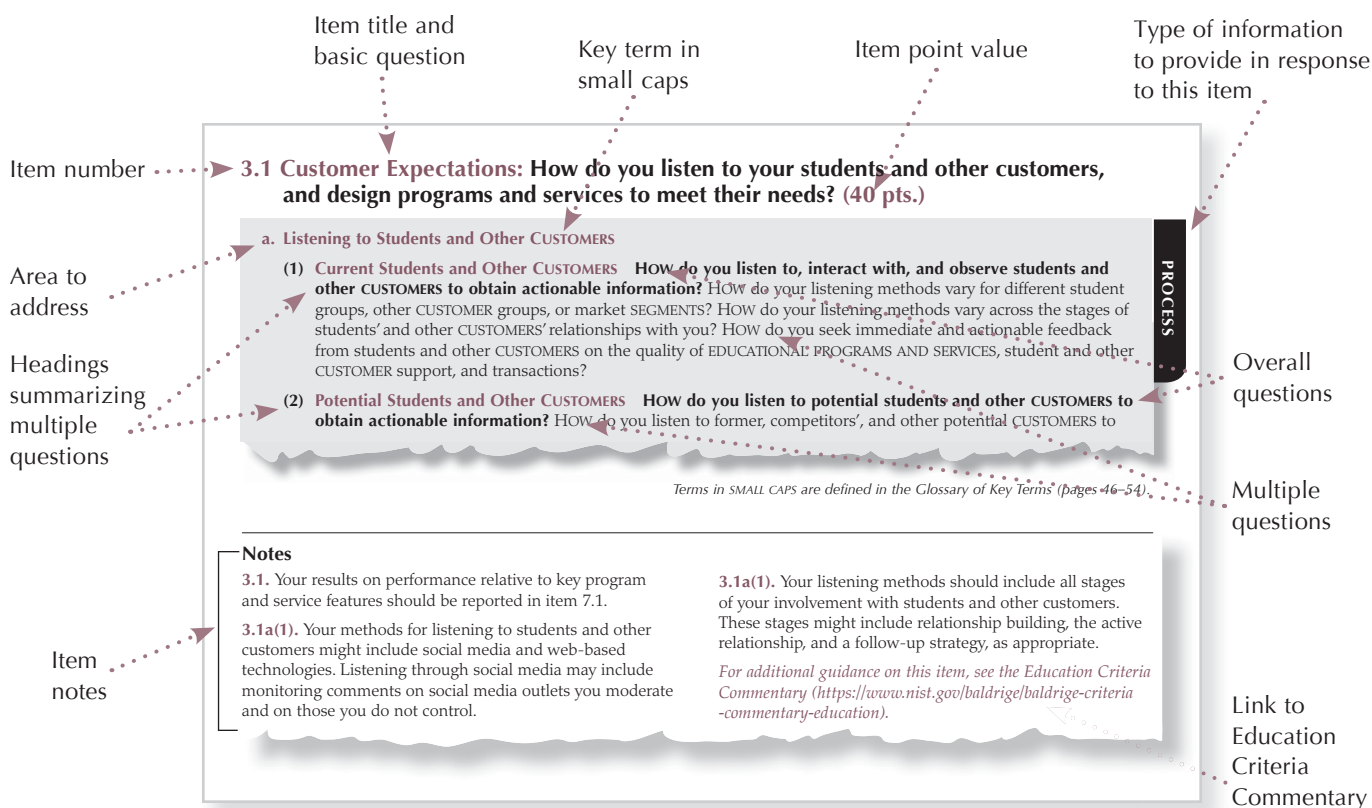 Item title and
basic question
Key term in
small caps
Item point value
Type of information
to provide in response
to this item
Item number
3.1 Customer Expectations: How do you listen to your students and other customers,
and design programs and services to meet their needs? (40 pts.)
Area to
address
a. Listening to Students and Other CUSTOMERS
(1) Current Students and Other CUSTOMERS HOW do you listen to, interact with, and observe students and
other CUSTOMERS to obtain actionable information? HOW do your listening methods vary for different student
groups, other CUSTOMER groups, or market SEGMENTS? HOW do your listening methods vary across the stages of
students' and other CUSTOMERS' relationships with you? HOW do you seek immediate and actionable feedback
from students and other CUSTOMERS on the quality of EDUCATIONAL PROGRAMS AND SERVICES, student and other
CUSTOMER support, and transactions?
PROCESS
Headings
summarizing
multiple
questions
(2) Potential Students and Other CUSTOMERS HOW do you listen to potential students and other CUSTOMERS to
obtain actionable information? HOW do you listen to former, competitors', and other potential CUSTOMERS to
Overall
questions
Terms in SMALL CAPS are defined in the Glossary of Key Terms (pages 46–54).
Multiple
questions
Notes
3.1. Your results on performance relative to key program
and service features should be reported in item 7.1.
3.1a(1). Your methods for listening to students and other
customers might include social media and web-based
technologies. Listening through social media may include
monitoring comments on social media outlets you moderate
and on those you do not control.
3.1a(1). Your listening methods should include all stages
of your involvement with students and other customers.
These stages might include relationship building, the active
relationship, and a follow-up strategy, as appropriate.
For additional guidance on this item, see the Education Criteria
Commentary (https://www.nist.gov/baldrige/baldrige-criteria
-commentary-education).
Item
notes
Link to
Education
Criteria
Commentary